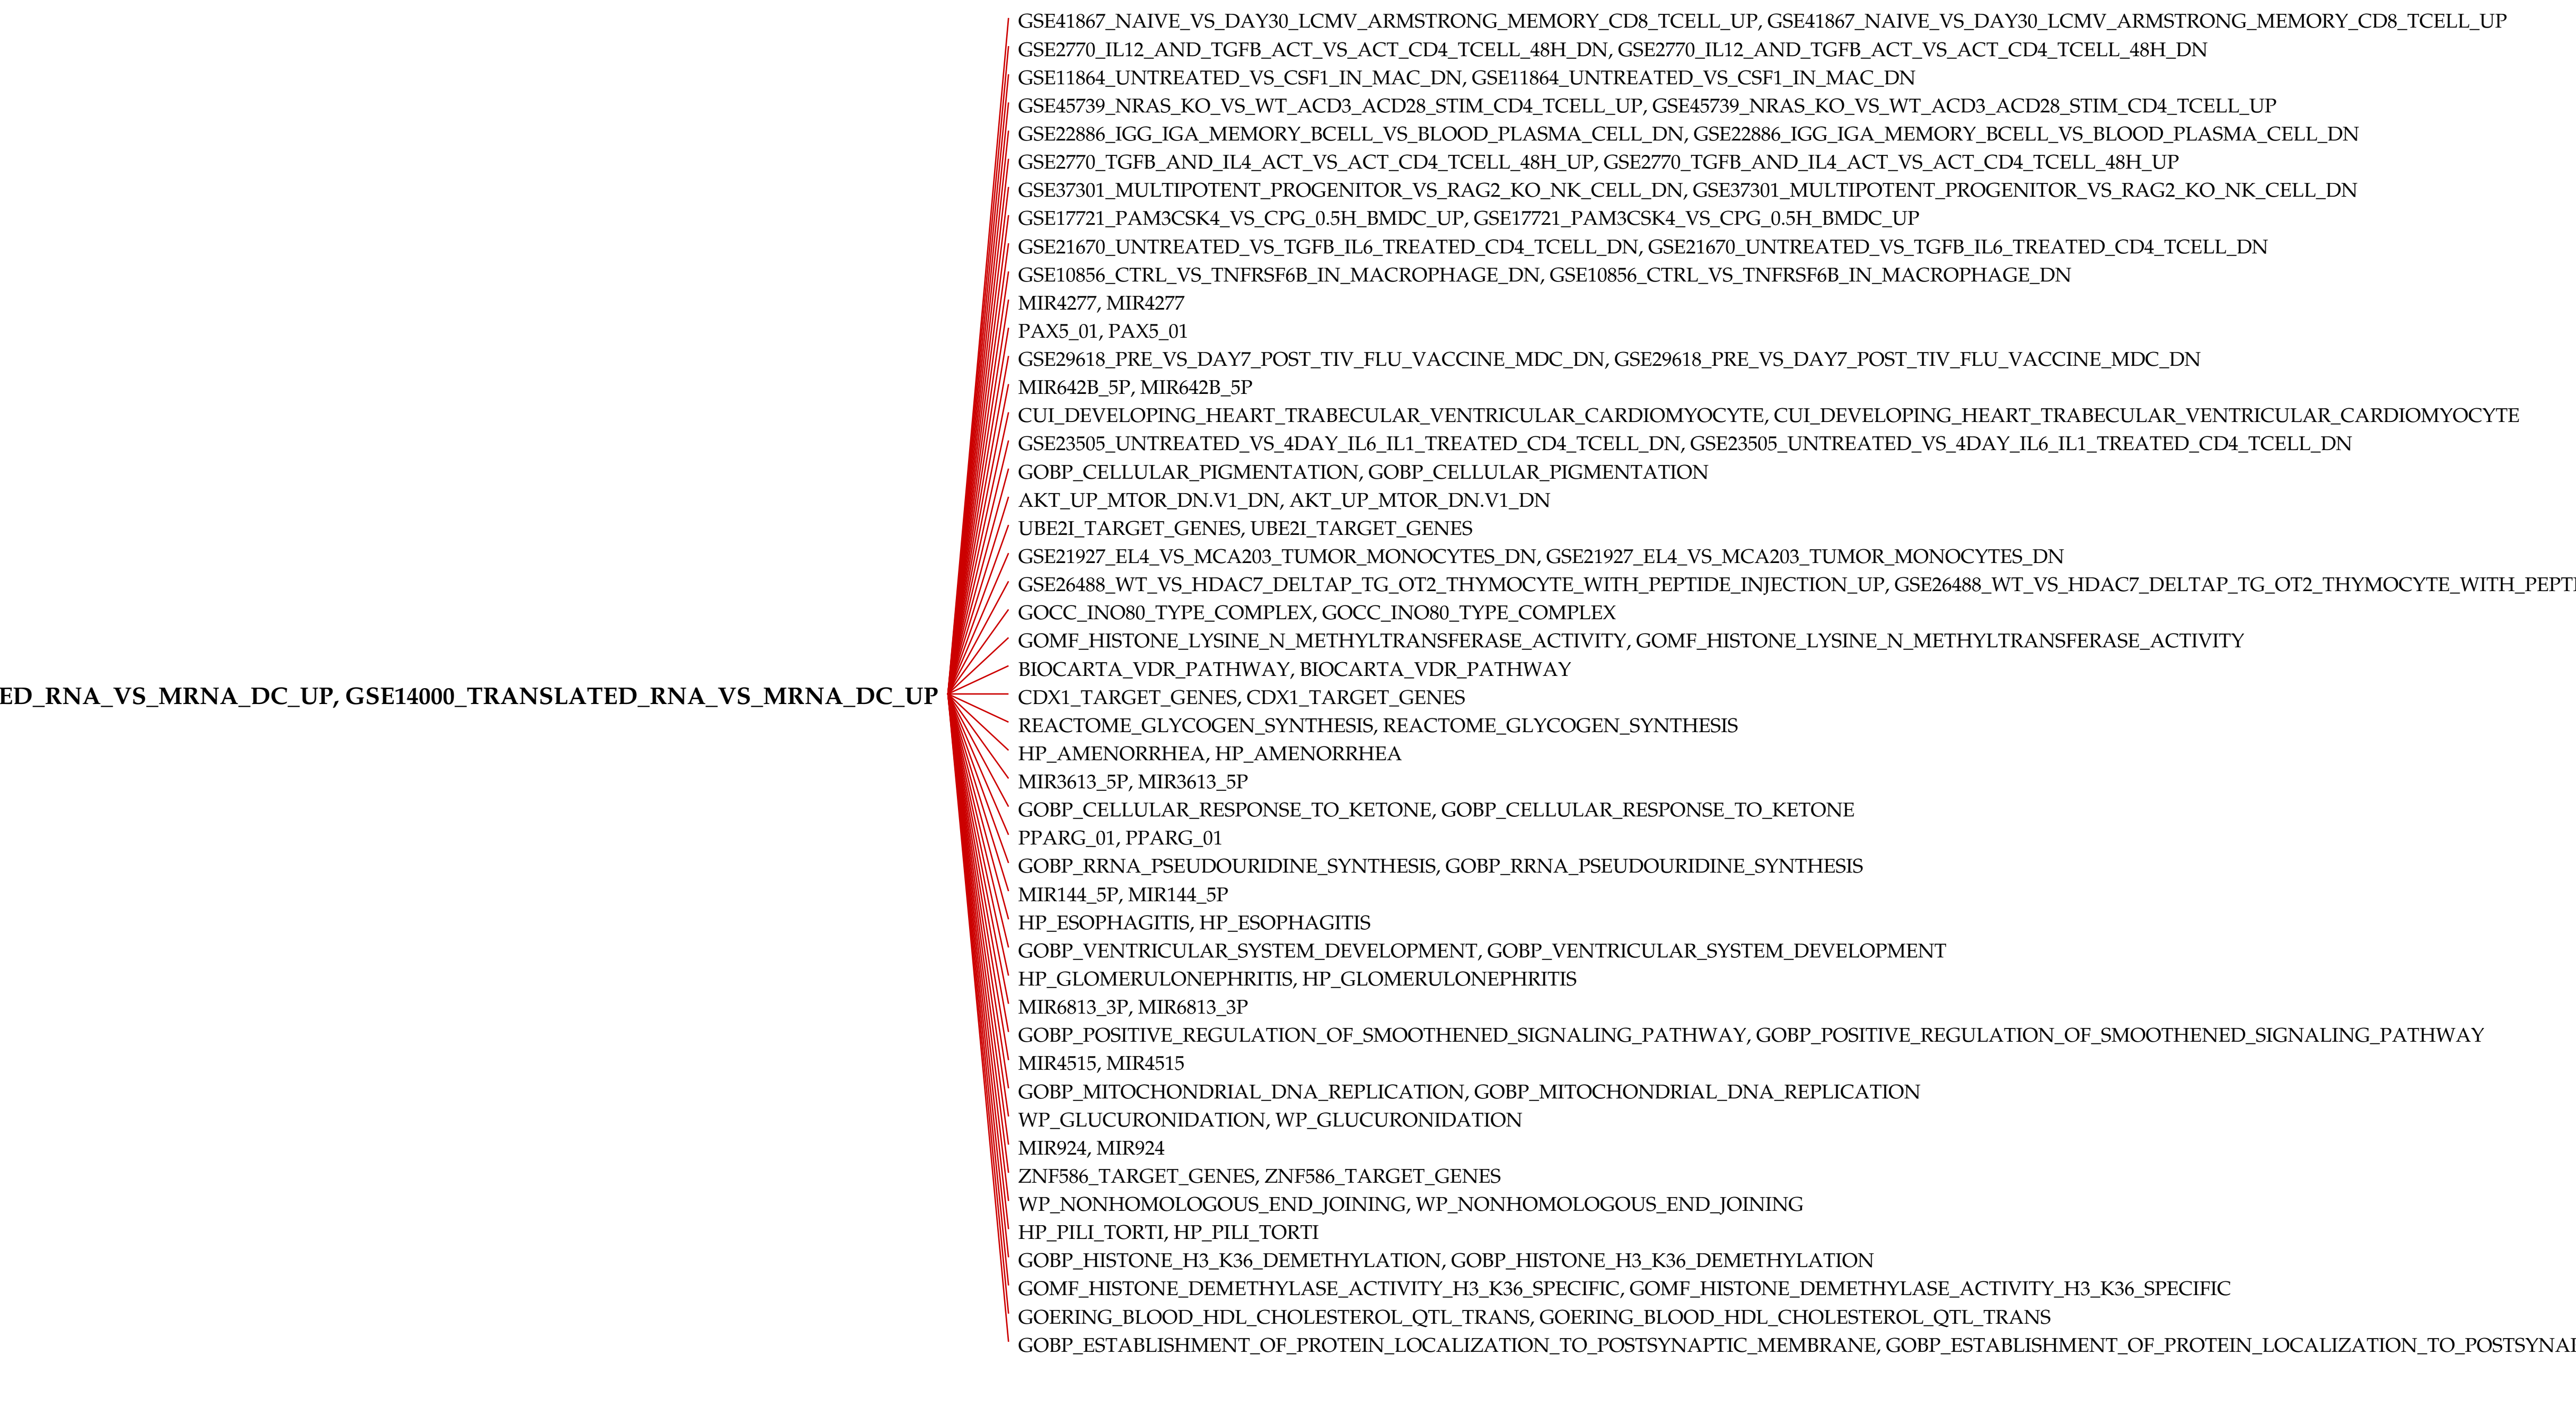 GSE41867_NAIVE_VS_DAY30_LCMV_ARMSTRONG_MEMORY_CD8_TCELL_UP, GSE41867_NAIVE_VS_DAY30_LCMV_ARMSTRONG_MEMORY_CD8_TCELL_UP
GSE2770_IL12_AND_TGFB_ACT_VS_ACT_CD4_TCELL_48H_DN, GSE2770_IL12_AND_TGFB_ACT_VS_ACT_CD4_TCELL_48H_DN
GSE11864_UNTREATED_VS_CSF1_IN_MAC_DN, GSE11864_UNTREATED_VS_CSF1_IN_MAC_DN
GSE45739_NRAS_KO_VS_WT_ACD3_ACD28_STIM_CD4_TCELL_UP, GSE45739_NRAS_KO_VS_WT_ACD3_ACD28_STIM_CD4_TCELL_UP
GSE22886_IGG_IGA_MEMORY_BCELL_VS_BLOOD_PLASMA_CELL_DN, GSE22886_IGG_IGA_MEMORY_BCELL_VS_BLOOD_PLASMA_CELL_DN
GSE2770_TGFB_AND_IL4_ACT_VS_ACT_CD4_TCELL_48H_UP, GSE2770_TGFB_AND_IL4_ACT_VS_ACT_CD4_TCELL_48H_UP
GSE37301_MULTIPOTENT_PROGENITOR_VS_RAG2_KO_NK_CELL_DN, GSE37301_MULTIPOTENT_PROGENITOR_VS_RAG2_KO_NK_CELL_DN
GSE17721_PAM3CSK4_VS_CPG_0.5H_BMDC_UP, GSE17721_PAM3CSK4_VS_CPG_0.5H_BMDC_UP
GSE21670_UNTREATED_VS_TGFB_IL6_TREATED_CD4_TCELL_DN, GSE21670_UNTREATED_VS_TGFB_IL6_TREATED_CD4_TCELL_DN
GSE10856_CTRL_VS_TNFRSF6B_IN_MACROPHAGE_DN, GSE10856_CTRL_VS_TNFRSF6B_IN_MACROPHAGE_DN
MIR4277, MIR4277
PAX5_01, PAX5_01
GSE29618_PRE_VS_DAY7_POST_TIV_FLU_VACCINE_MDC_DN, GSE29618_PRE_VS_DAY7_POST_TIV_FLU_VACCINE_MDC_DN
MIR642B_5P, MIR642B_5P
CUI_DEVELOPING_HEART_TRABECULAR_VENTRICULAR_CARDIOMYOCYTE, CUI_DEVELOPING_HEART_TRABECULAR_VENTRICULAR_CARDIOMYOCYTE
GSE23505_UNTREATED_VS_4DAY_IL6_IL1_TREATED_CD4_TCELL_DN, GSE23505_UNTREATED_VS_4DAY_IL6_IL1_TREATED_CD4_TCELL_DN
GOBP_CELLULAR_PIGMENTATION, GOBP_CELLULAR_PIGMENTATION
AKT_UP_MTOR_DN.V1_DN, AKT_UP_MTOR_DN.V1_DN
UBE2I_TARGET_GENES, UBE2I_TARGET_GENES
GSE21927_EL4_VS_MCA203_TUMOR_MONOCYTES_DN, GSE21927_EL4_VS_MCA203_TUMOR_MONOCYTES_DN
GSE26488_WT_VS_HDAC7_DELTAP_TG_OT2_THYMOCYTE_WITH_PEPTIDE_INJECTION_UP, GSE26488_WT_VS_HDAC7_DELTAP_TG_OT2_THYMOCYTE_WITH_PEPTI
GOCC_INO80_TYPE_COMPLEX, GOCC_INO80_TYPE_COMPLEX
GOMF_HISTONE_LYSINE_N_METHYLTRANSFERASE_ACTIVITY, GOMF_HISTONE_LYSINE_N_METHYLTRANSFERASE_ACTIVITY
BIOCARTA_VDR_PATHWAY, BIOCARTA_VDR_PATHWAY
ED_RNA_VS_MRNA_DC_UP, GSE14000_TRANSLATED_RNA_VS_MRNA_DC_UP
CDX1_TARGET_GENES, CDX1_TARGET_GENES
REACTOME_GLYCOGEN_SYNTHESIS, REACTOME_GLYCOGEN_SYNTHESIS
HP_AMENORRHEA, HP_AMENORRHEA
MIR3613_5P, MIR3613_5P
GOBP_CELLULAR_RESPONSE_TO_KETONE, GOBP_CELLULAR_RESPONSE_TO_KETONE
PPARG_01, PPARG_01
GOBP_RRNA_PSEUDOURIDINE_SYNTHESIS, GOBP_RRNA_PSEUDOURIDINE_SYNTHESIS
MIR144_5P, MIR144_5P
HP_ESOPHAGITIS, HP_ESOPHAGITIS
GOBP_VENTRICULAR_SYSTEM_DEVELOPMENT, GOBP_VENTRICULAR_SYSTEM_DEVELOPMENT
HP_GLOMERULONEPHRITIS, HP_GLOMERULONEPHRITIS
MIR6813_3P, MIR6813_3P
GOBP_POSITIVE_REGULATION_OF_SMOOTHENED_SIGNALING_PATHWAY, GOBP_POSITIVE_REGULATION_OF_SMOOTHENED_SIGNALING_PATHWAY
MIR4515, MIR4515
GOBP_MITOCHONDRIAL_DNA_REPLICATION, GOBP_MITOCHONDRIAL_DNA_REPLICATION
WP_GLUCURONIDATION, WP_GLUCURONIDATION
MIR924, MIR924
ZNF586_TARGET_GENES, ZNF586_TARGET_GENES
WP_NONHOMOLOGOUS_END_JOINING, WP_NONHOMOLOGOUS_END_JOINING
HP_PILI_TORTI, HP_PILI_TORTI
GOBP_HISTONE_H3_K36_DEMETHYLATION, GOBP_HISTONE_H3_K36_DEMETHYLATION
GOMF_HISTONE_DEMETHYLASE_ACTIVITY_H3_K36_SPECIFIC, GOMF_HISTONE_DEMETHYLASE_ACTIVITY_H3_K36_SPECIFIC
GOERING_BLOOD_HDL_CHOLESTEROL_QTL_TRANS, GOERING_BLOOD_HDL_CHOLESTEROL_QTL_TRANS
GOBP_ESTABLISHMENT_OF_PROTEIN_LOCALIZATION_TO_POSTSYNAPTIC_MEMBRANE, GOBP_ESTABLISHMENT_OF_PROTEIN_LOCALIZATION_TO_POSTSYNA